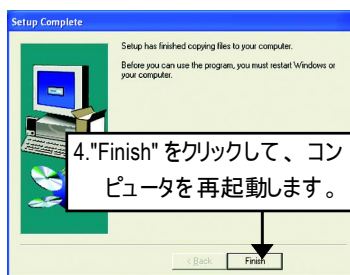 Setup Complete
Setup has finished copying files to your computer.
Before you can use the program, you must restart Windows or
your computer.
4."Finish" をクリックして 、 コン
ピュータを再起動します 。
< Back
Finish